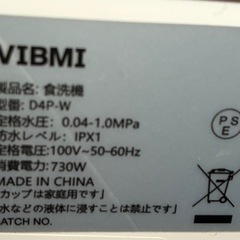 VIBMI
製品名：食洗機
型号：D4P-W
定格水圧：0.04-1.0MPa
防水レベル：IPX1
定格電圧：100V~50-60Hz
消費電力：730W
MADE IN CHINA
カップは家庭用です）
水などの液体に浸すことは禁止です）
BATCH NO.
PSE